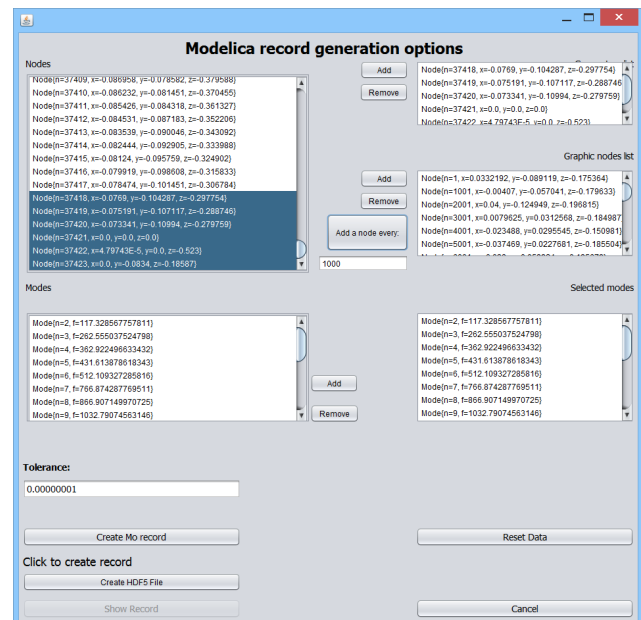 Modelica record generation options
Nodes
Node{n=37409, x=-0.086958, y=-0.078582, z=-0.379588}
Node{n=37410, x=-0.086232, y=-0.081451, z=-0.370455}
Node{n=37411, x=-0.085426, y=-0.084318, z=-0.361327}
Node{n=37412, x=-0.084531, y=-0.087183, z=-0.352206}
Node{n=37413, x=-0.083539, y=-0.090046, z=-0.343092}
Node{n=37414, x=-0.082444, y=-0.092905, z=-0.333988}
Node{n=37415, x=-0.08124, y=-0.095759, z=-0.324902}
Node{n=37416, x=-0.079919, y=-0.098608, z=-0.315833}
Node{n=37417, x=-0.078474, y=-0.101451, z=-0.306784}
Node{n=37418, x=-0.0769, y=-0.104287, z=-0.297754}
Node{n=37419, x=-0.075191, y=-0.107117, z=-0.288746}
Node{n=37420, x=-0.073341, y=-0.10994, z=-0.279759}
Node{n=37421, x=0.0, y=0.0, z=0.0}
Node{n=37422, x=4.79743E-5, y=0.0, z=-0.523}
Node{n=37423, x=0.0, y=-0.0834, z=-0.18587}
Add
Remove
Node{n=37418, x=-0.0769, y=-0.104287, z=-0.297754}
Node{n=37419, x=-0.075191, y=-0.107117, z=-0.288746
Node{n=37420, x=-0.073341, y=-0.10994, z=-0.279759}
Node{n=37421, x=0.0, y=0.0, z=0.0}
Node{n=37422, x=4.79743E-5, y=0.0, z=-0.523}
Graphic nodes list
Add
Remove
Add a node every:
1000
Node{n=1, x=0.0332192, y=-0.089119, z=-0.175364}
Node{n=1001, x=-0.00407, y=-0.057041, z=-0.179633}
Node{n=2001, x=0.04, y=-0.124949, z=-0.196815}
Node{n=3001, x=0.0079625, y=0.0312568, z=-0.184987
Node{n=4001, x=-0.023488, y=0.0295545, z=-0.150981}
Node{n=5001, x=-0.037469, y=0.0227681, z=-0.185504}
Modes
Mode{n=2, f=117.328567757811}
Mode{n=3, f=262.555037524798}
Mode{n=4, f=362.922496633432}
Mode{n=5, f=431.613878618343}
Mode{n=6, f=512.109327285816}
Mode{n=7, f=766.874287769511}
Mode{n=8, f=866.907149970725}
Mode{n=9, f=1032.79074563146}
Add
Remove
Selected modes
Mode{n=2, f=117.328567757811}
Mode{n=3, f=262.555037524798}
Mode{n=4, f=362.922496633432}
Mode{n=5, f=431.613878618343}
Mode{n=6, f=512.109327285816}
Mode{n=7, f=766.874287769511}
Mode{n=8, f=866.907149970725}
Mode{n=9, f=1032.79074563146}
Tolerance:
0.00000001
Create Mo record
Reset Data
Click to create record
Create HDF5 File
Show Record
Cancel